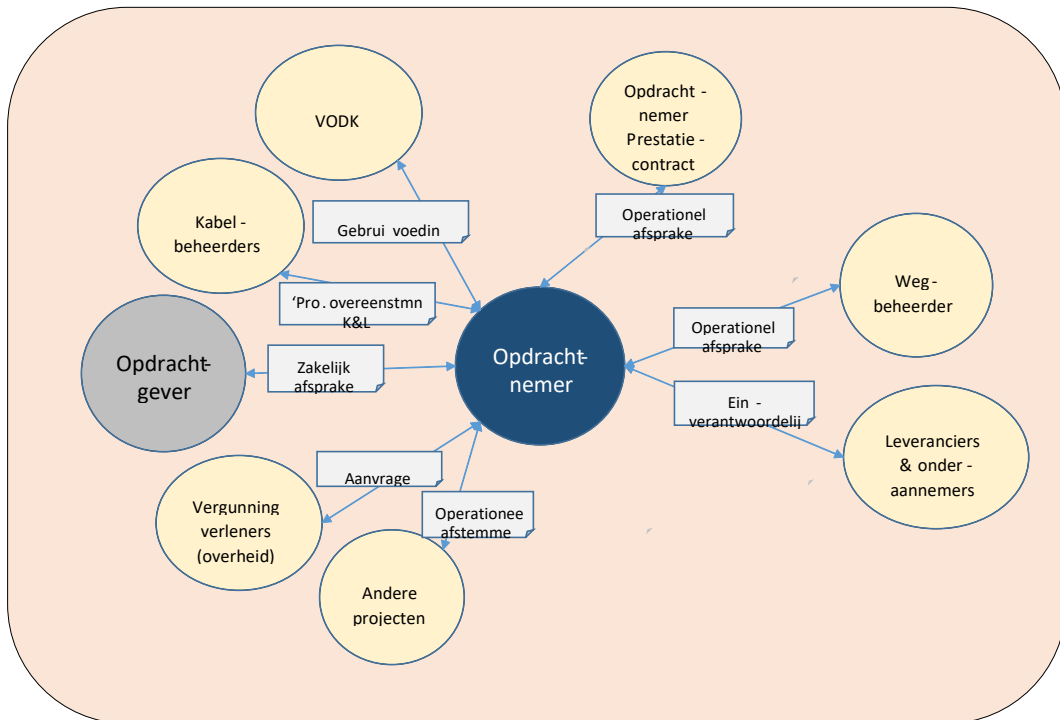 VODK
Opdracht -
nemer
Prestatie -
contract
Kabel -
beheerders
Gebrui voedin
Operationel
afsprake
Weg -
beheerder
'Pro. overeenstmn
K&L
Operationel
afsprake
Opdracht-
gever
Zakelijk
afsprake
Opdracht-
nemer
Ein -
verantwoordelij
Leveranciers
& onder -
aannemers
Aanvrage
Vergunning
verleners
(overheid)
Operationee
afstemme
Andere
projecten